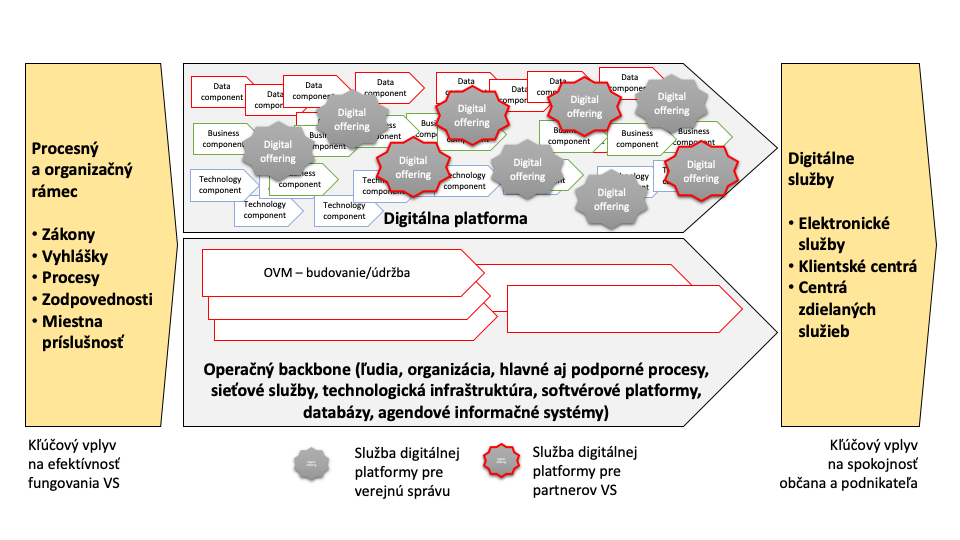 Procesný
a organizačný
rámec
• Zákony
• Vyhlášky
• Procesy
• Zodpovednosti
• Miestna
príslušnosť
Kľúčový vplyv
na efektívnosť
fungovania VS
Data
component
Data
component
Data
component
Data
component
Data
component
Data
component
Digital
offering
Digital
offering
Digital
offering
Digital
offering
Business
component
Business
component
Business
component
Business
component
Digital
offering
Digital
offering
Digital
offering
Digital
offering
component
Technology
component
Technology
component
Technology
component
Technology
component
Digital
offering
Digitálna platforma
OVM – budovanie/údržba
Operačný backbone (ľudia, organizácia, hlavné aj podporné procesy,
sieťové služby, technologická infraštruktúra, softvérové platformy,
databázy, agendové informačné systémy)
Služba digitálnej
platformy pre
verejnú správu
Služba digitálnej
platformy pre
partnerov VS
Digitálne
služby
• Elektronické
služby
• Klientské centrá
• Centrá
zdielaných
služieb
Kľúčový vplyv
na spokojnosť
občana a podnikateľa